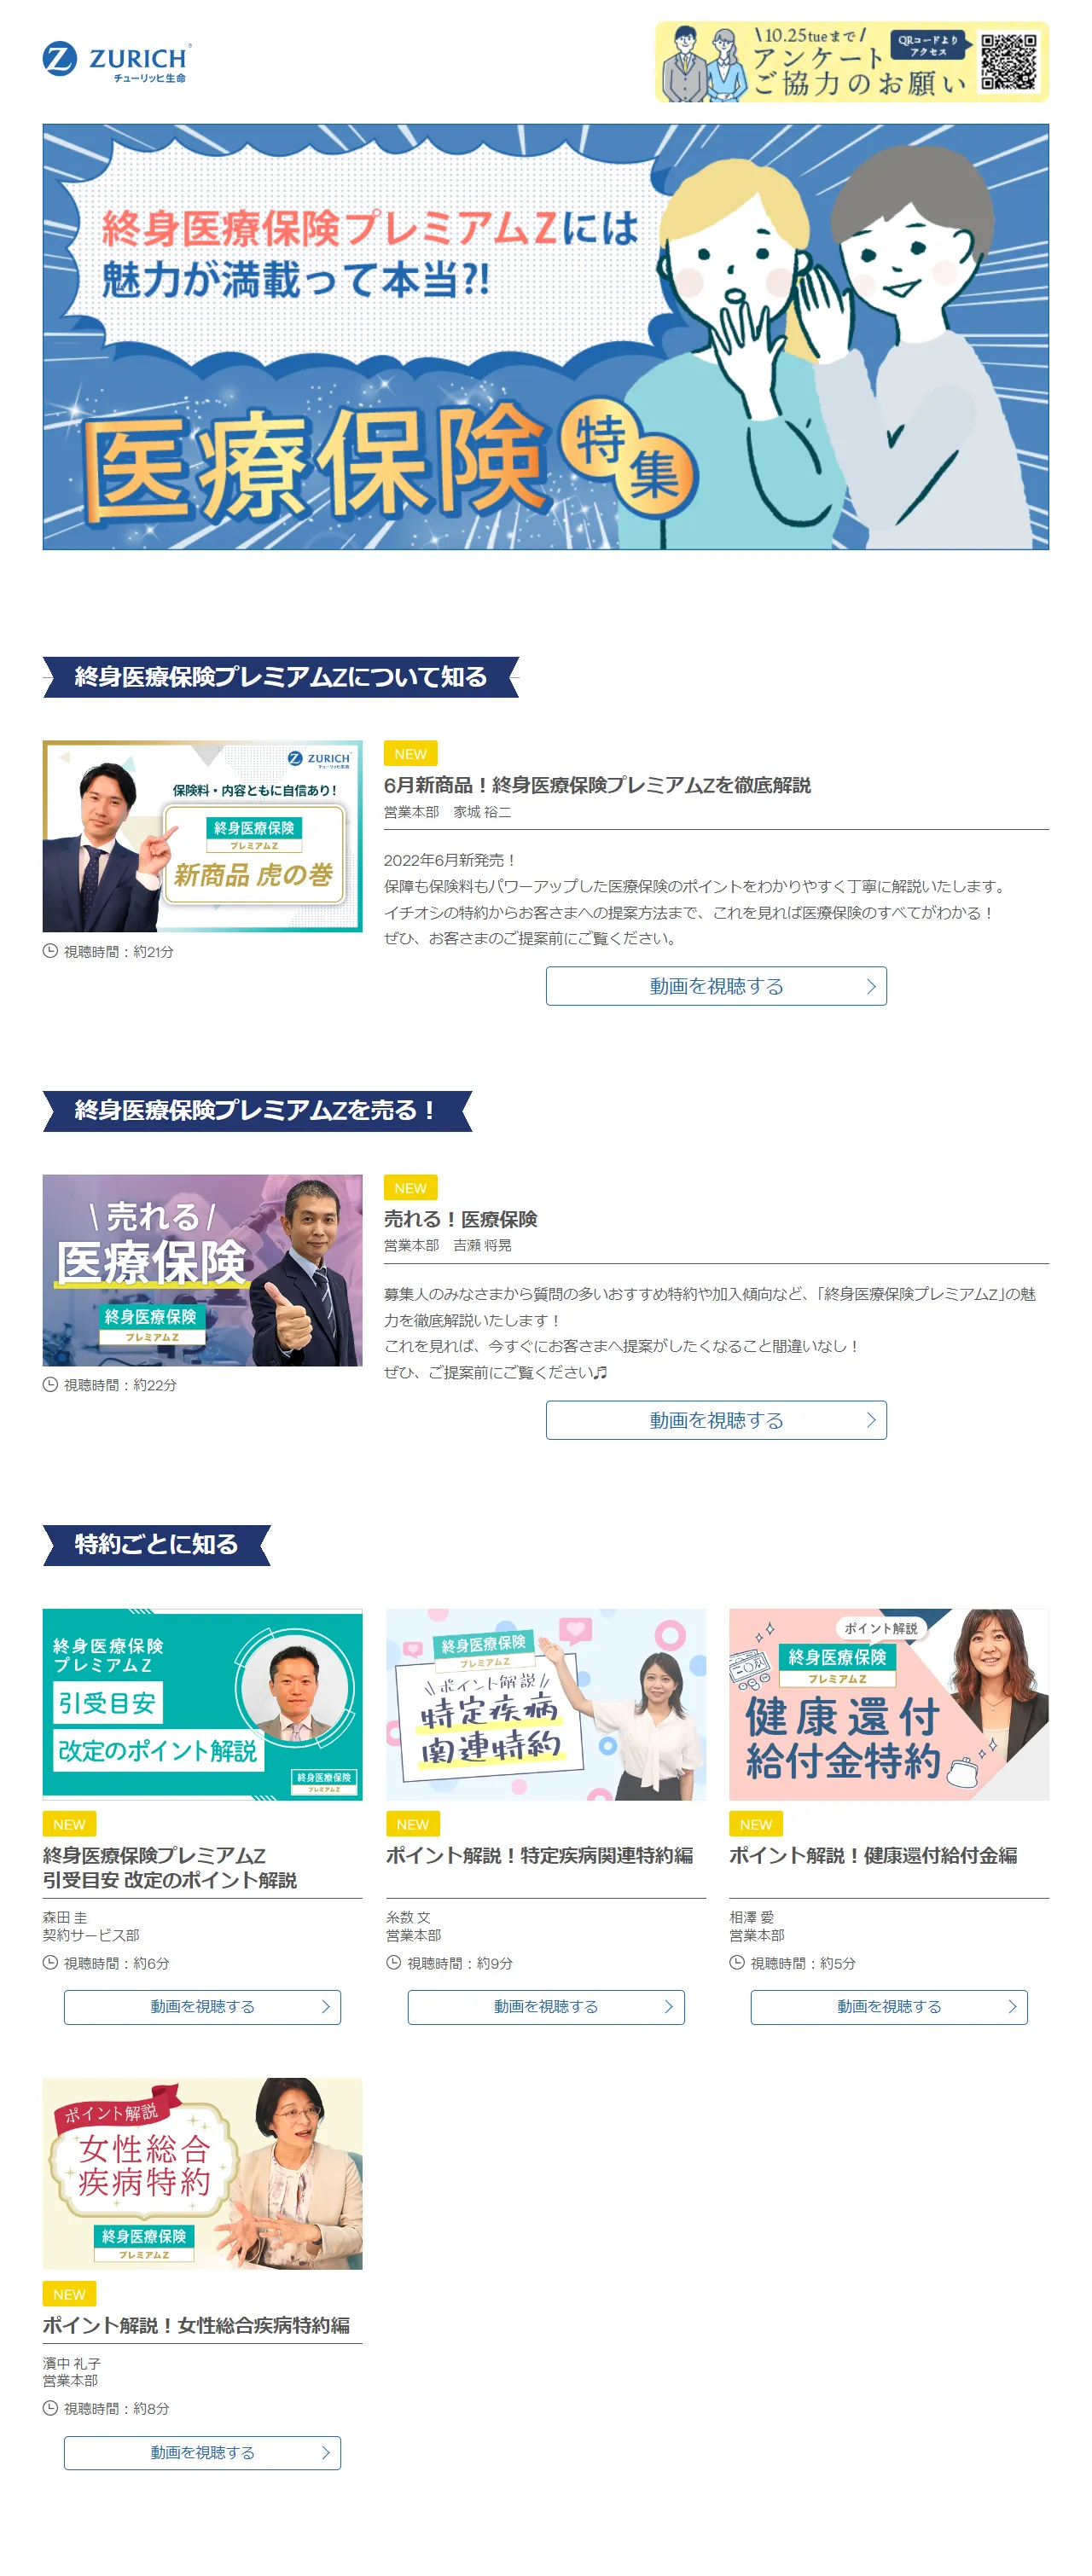 ZURICH
チューリッヒ生命
\10.25tueまで/
アンケート
ご協力のお願い
QRコードより
アクセス
終身医療保険プレミアムZには
魅力が満載って本当?!
医療保険特集
終身医療保険プレミアムZについて知る
ZURICH
チューリッヒ生命
保険料・内容ともに自信あり!
終身医療保険
プレミアムZ
新商品 虎の巻
視聴時間：約21分
NEW
6月新商品！終身医療保険プレミアムZを徹底解説
営業本部　家城 裕二
2022年6月新発売！
保障も保険料もパワーアップした医療保険のポイントをわかりやすく丁寧に解説いたします。
イチオシの特約からお客さまへの提案方法まで、これを見れば医療保険のすべてがわかる！
ぜひ、お客さまのご提案前にご覧ください。
動画を視聴する
終身医療保険プレミアムZを売る！
\売れる/
医療保険
終身医療保険
プレミアムZ
視聴時間：約22分
NEW
売れる！医療保険
営業本部　吉瀬 将晃
募集人のみなさまから質問の多いおすすめ特約や加入傾向など、「終身医療保険プレミアムZ」の魅
力を徹底解説いたします！
これを見れば、今すぐにお客さまへ提案がしたくなること間違いなし！
ぜひ、ご提案前にご覧ください♫
動画を視聴する
特約ごとに知る
終身医療保険
プレミアムZ
引受目安
改定のポイント解説
終身医療保険
プレミアムZ
NEW
終身医療保険プレミアムZ
引受目安 改定のポイント解説
森田 圭
契約サービス部
視聴時間：約6分
動画を視聴する
終身医療保険
プレミアムZ
\\ポイント解説//
特定疾病
関連特約
NEW
ポイント解説！特定疾病関連特約編
糸数 文
営業本部
視聴時間：約9分
動画を視聴する
ポイント解説
終身医療保険
プレミアムZ
健康還付
給付金特約
NEW
ポイント解説！健康還付給付金編
相澤 愛
営業本部
視聴時間：約5分
動画を視聴する
ポイント解説
女性総合
疾病特約
終身医療保険
プレミアムZ
NEW
ポイント解説！女性総合疾病特約編
濱中 礼子
営業本部
視聴時間：約8分
動画を視聴する